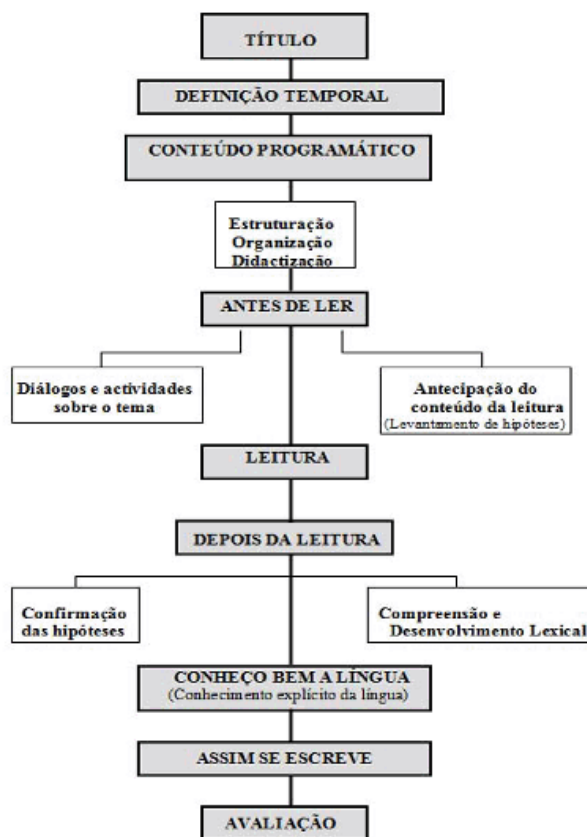 TÍTULO
DEFINIÇÃO TEMPORAL
CONTEÚDO PROGRAMÁTICO
Estruturação
Organização
Didactização
ANTES DE LER
Diálogos e actividades
sobre o tema
Antecipação do
conteúdo da leitura
(Levantamento de hipóteses)
LEITURA
DEPOIS DA LEITURA
Confirmação
das hipóteses
Compreensão e
Desenvolvimento Lexical
CONHEÇO BEM A LÍNGUA
(Conhecimento explícito da língua)
ASSIM SE ESCREVE
AVALIAÇÃO